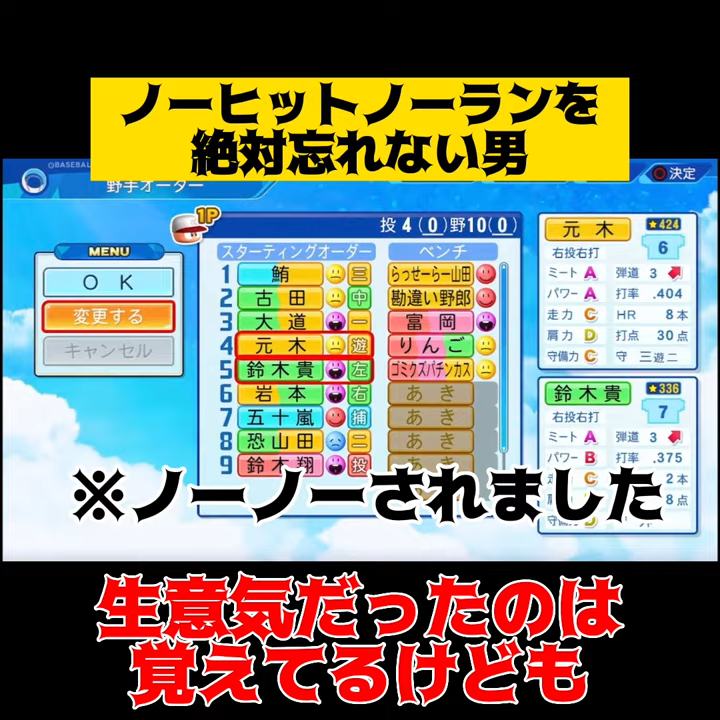 ノーヒットノーランを
絶対忘れない男
©BASEBAL
野手オーダー
決定
1P
投4(0)野10(0)
MENU
OK
変更する
キャンセル
スターティングオーダー
1 鮪 三
2 古田 中
3 大道 一
4 元木 遊
5 鈴木貴 左
6 岩本 右
7 五十嵐 捕
8 恐山田 二
9 鈴木翔 投
ベンチ
らっせーらー山田
勘違い野郎
富岡
りんご
ゴミクズパチンカス
あき
あき
あき
あき
元木 ★424
右投右打 6
ミート A 弾道 3
パワー A 打率 .404
走力 C HR 8本
肩力 D 打点 30点
守備力 C 守 三遊二
鈴木貴 ★336
右投右打 7
ミート A 弾道 3
パワー B 打率 .375
2本
8点
守備力
※ノーノーされました
生意気だったのは
覚えてるけども